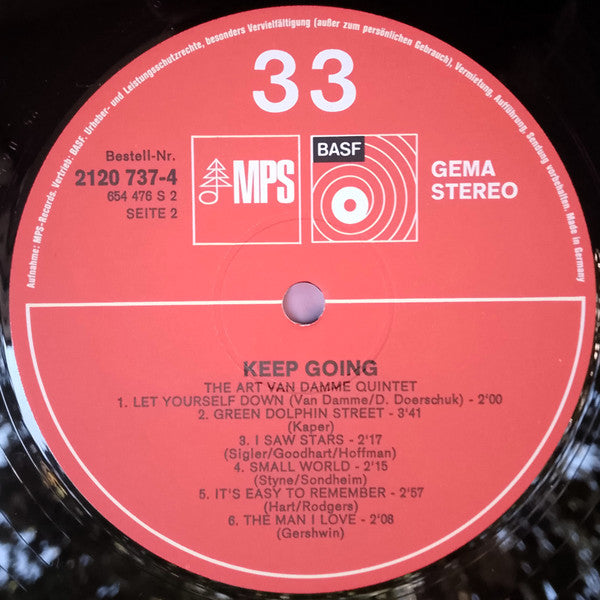 Aufnahme: MPS-Records. Vertrieb: BASF. Urheber- und Leistungsschutzrechte, besonders Vervielfältigung (außer zum persönlichen Gebrauch), Vermietung, Aufführung, Sendung vorbehalten. Made in Germany
33
Bestell-Nr.
2120 737-4
654 476 S 2
SEITE 2
MPS
BASF
GEMA
STEREO
KEEP GOING
THE ART VAN DAMME QUINTET
1. LET YOURSELF DOWN (Van Damme/D. Doerschuk) - 2'00
2. GREEN DOLPHIN STREET - 3'41
(Kaper)
3. I SAW STARS - 2'17
(Sigler/Goodhart/Hoffman)
4. SMALL WORLD - 2'15
(Styne/Sondheim)
5. IT'S EASY TO REMEMBER - 2'57
(Hart/Rodgers)
6. THE MAN I LOVE - 2'08
(Gershwin)